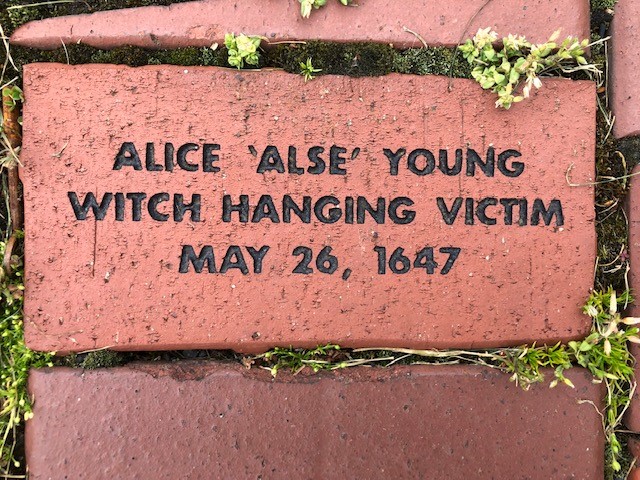 ALICE 'ALSE' YOUNG
WITCH HANGING VICTIM
MAY 26, 1647